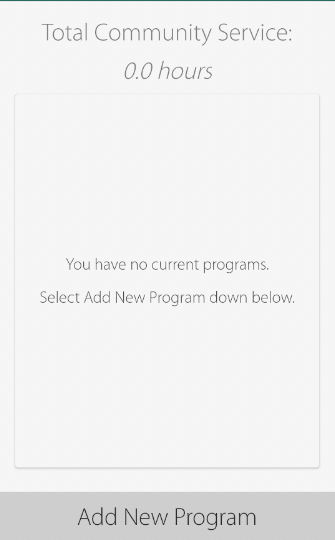 Total Community Service:
0.0 hours
You have no current programs.
Select Add New Program down below.
Add New Program